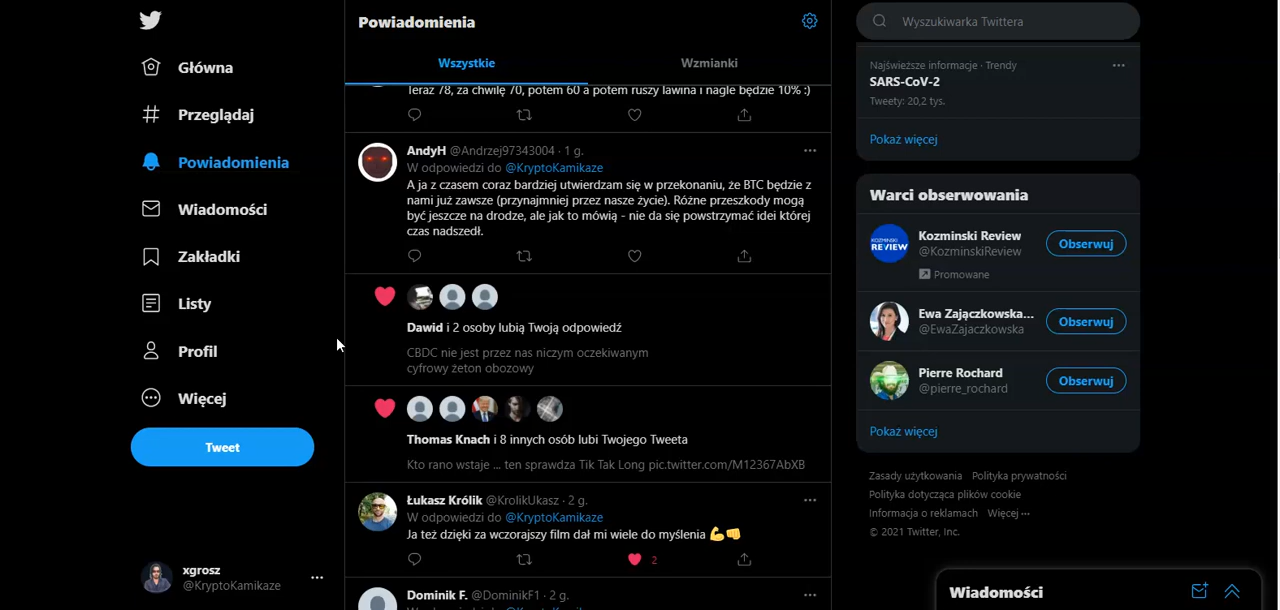 Główna
Przeglądaj
Powiadomienia
Wiadomości
Zakładki
Listy
Profil
Więcej
Tweet
xgrosz
@KryptoKamikaze
Powiadomienia
Wszystkie
Wzmianki
Teraz 78, za chwilę 70, potem 60 a potem ruszy lawina i nagle będzie 10% :)
AndyH @Andrzej97343004 · 1 g.
W odpowiedzi do @KryptoKamikaze
A ja z czasem coraz bardziej utwierdzam się w przekonaniu, że BTC będzie z
nami już zawsze (przynajmniej przez nasze życie). Różne przeszkody mogą
być jeszcze na drodze, ale jak to mówią - nie da się powstrzymać idei której
czas nadszedł.
Dawid i 2 osoby lubią Twoją odpowiedź
CBDC nie jest przez nas niczym oczekiwanym
cyfrowy żeton obozowy
Thomas Knach i 8 innych osób lubi Twojego Tweeta
Kto rano wstaje ... ten sprawdza Tik Tak Long pic.twitter.com/M12367AbXB
Łukasz Królik @KrolikUkasz · 2 g.
W odpowiedzi do @KryptoKamikaze
Ja też dzięki za wczorajszy film dał mi wiele do myślenia 💪👊
2
Dominik F. @DominikF1 · 2 g.
Wyszukiwarka Twittera
Najświeższe informacje · Trendy
SARS-CoV-2
Tweety: 20,2 tys.
Pokaż więcej
Warci obserwowania
KOZMINSKI
REVIEW
Kozminski Review
@KozminskiReview
Obserwuj
Promowane
Ewa Zajączkowska...
@EwaZajaczkowska
Obserwuj
Pierre Rochard
@pierre_rochard
Obserwuj
Pokaż więcej
Zasady użytkowania Polityka prywatności
Polityka dotycząca plików cookie
Informacja o reklamach Więcej ···
© 2021 Twitter, Inc.
Wiadomości